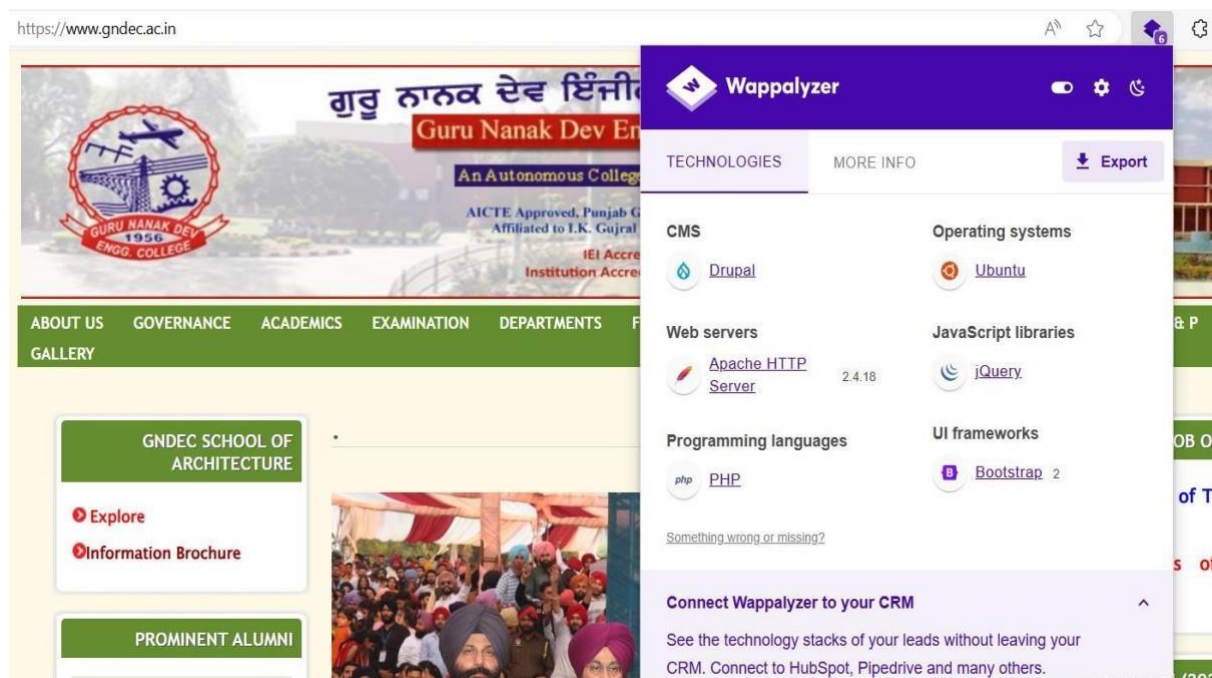 https://www.gndec.ac.in
6
ਗੁਰੂ ਨਾਨਕ ਦੇਵ
Guru Nanak Dev
An Autonomous
AICTE Approved, Punjab
Affiliated to I.K. Gujral
IEI
Institution
GURU NANAK DEV
1956
ENGG. COLLEGE
ABOUT US GOVERNANCE ACADEMICS EXAMINATION DEPARTMENTS
& P
GALLERY
GNDEC SCHOOL OF
ARCHITECTURE
Explore
Information Brochure
PROMINENT ALUMNI
Wappalyzer
TECHNOLOGIES MORE INFO Export
CMS
Drupal
Operating systems
Ubuntu
Web servers
Apache HTTP
Server 2.4.18
JavaScript libraries
jQuery
Programming languages
php PHP
UI frameworks
B Bootstrap 2
Something wrong or missing?
Connect Wappalyzer to your CRM
See the technology stacks of your leads without leaving your
CRM. Connect to HubSpot, Pipedrive and many others.
of